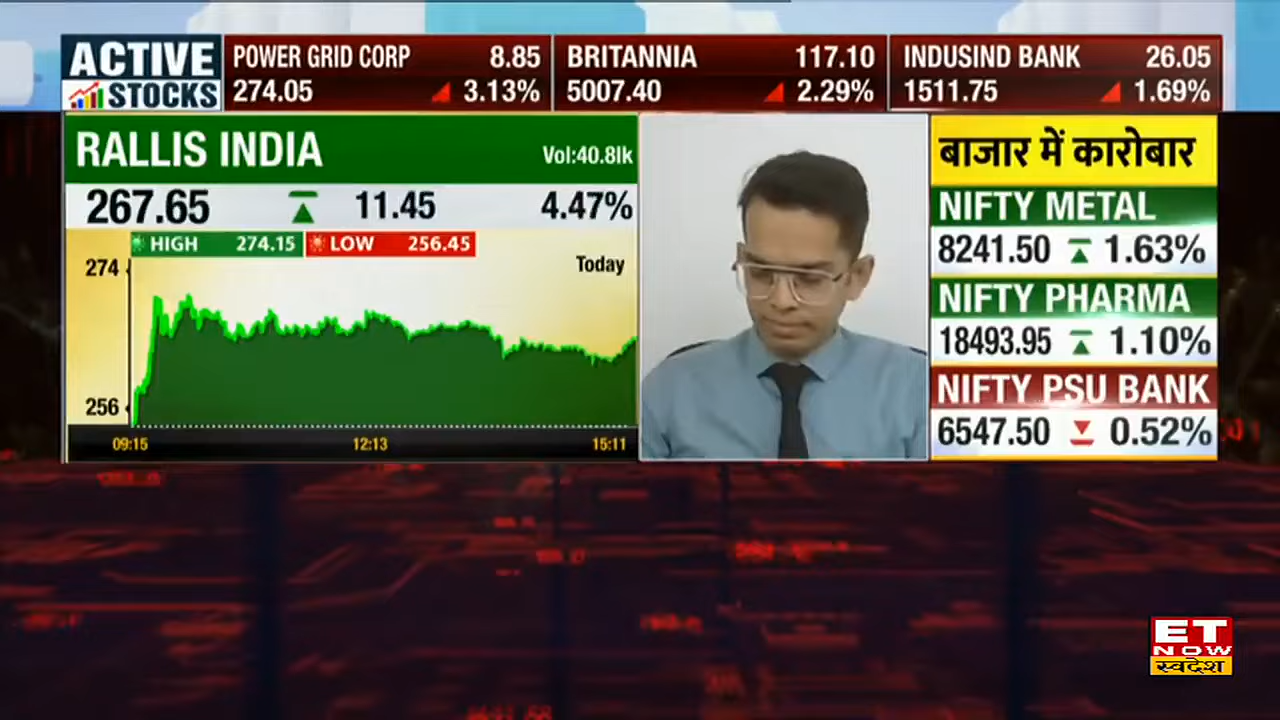 ACTIVE STOCKS
POWER GRID CORP 8.85
274.05 3.13%
BRITANNIA 117.10
5007.40 2.29%
INDUSIND BANK 26.05
1511.75 1.69%
RALLIS INDIA Vol:40.8lk
267.65 11.45 4.47%
HIGH 274.15 LOW 256.45
Today
274
256
09:15 12:13 15:11
बाजार में कारोबार
NIFTY METAL
8241.50 1.63%
NIFTY PHARMA
18493.95 1.10%
NIFTY PSU BANK
6547.50 0.52%
ET
NOW
स्वदेश